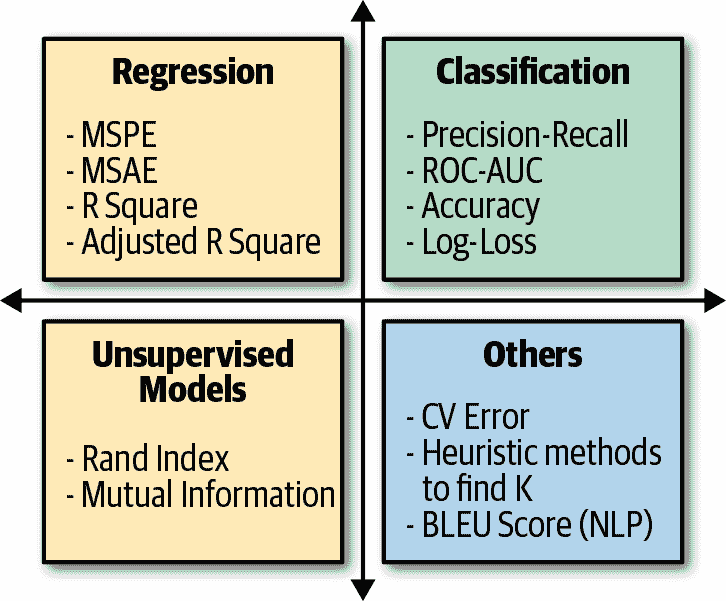 Regression
- MSPE
- MSAE
- R Square
- Adjusted R Square
Classification
- Precision-Recall
- ROC-AUC
- Accuracy
- Log-Loss
Unsupervised
Models
- Rand Index
- Mutual Information
Others
- CV Error
- Heuristic methods
to find K
- BLEU Score (NLP)